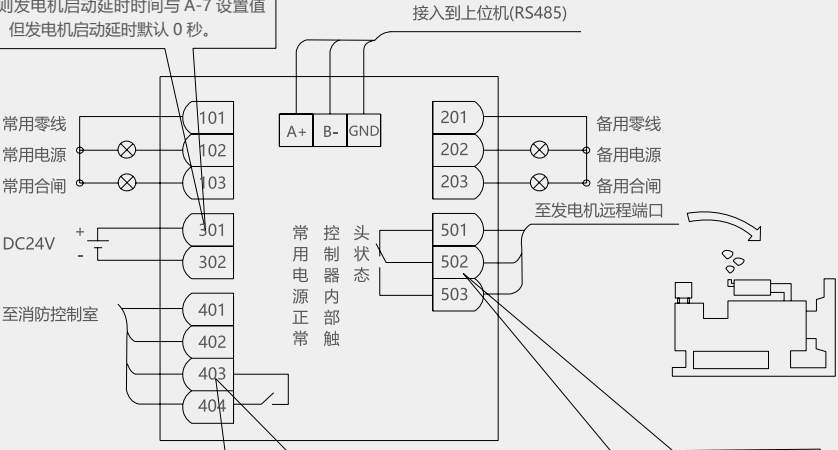 则发电机启动延时时间与 A-7 设置值
但发电机启动延时默认 0 秒。
接入到上位机(RS485)
A+ B- GND
常用零线 101
常用电源 102
常用合闸 103
201 备用零线
202 备用电源
203 备用合闸
至发电机远程端口
DC24V + -
301
302
至消防控制室
401
402
403
404
常用电源正常
控制器内部触
头状态
501
502
503